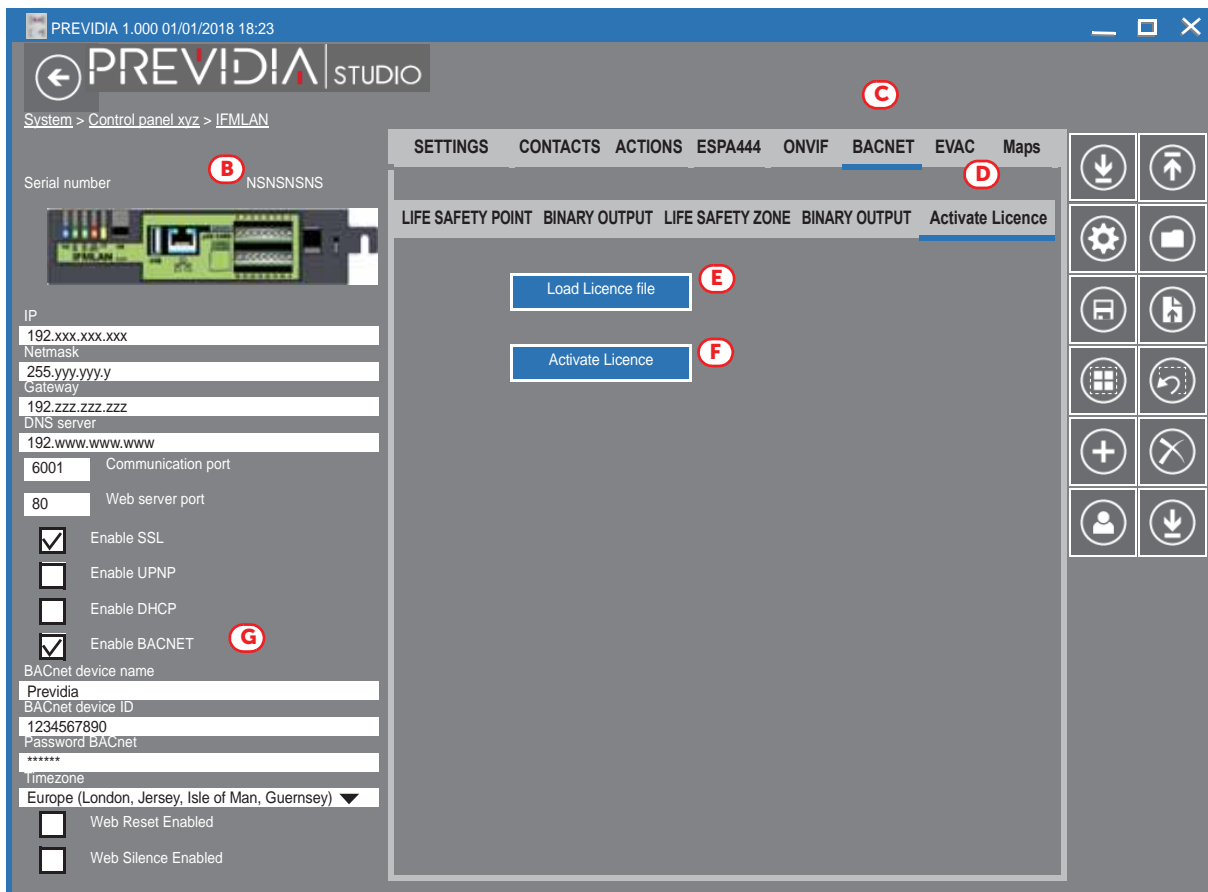 PREVIDIA 1.000 01/01/2018 18:23
PREVIDIA STUDIO
C
System > Control panel xyz > IFMLAN
SETTINGS CONTACTS ACTIONS ESPA444 ONVIF BACNET EVAC Maps
B
D
Serial number NSNSNSNS
LIFE SAFETY POINT BINARY OUTPUT LIFE SAFETY ZONE BINARY OUTPUT Activate Licence
IFMLAN
Load Licence file
E
Activate Licence
F
IP
192.xxx.xxx.xxx
Netmask
255.yyy.yyy.y
Gateway
192.zzz.zzz.zzz
DNS server
192.www.www.www
6001 Communication port
80 Web server port
Enable SSL
Enable UPNP
Enable DHCP
Enable BACNET
G
BACnet device name
Previdia
BACnet device ID
1234567890
Password BACnet
******
Timezone
Europe (London, Jersey, Isle of Man, Guernsey)
Web Reset Enabled
Web Silence Enabled